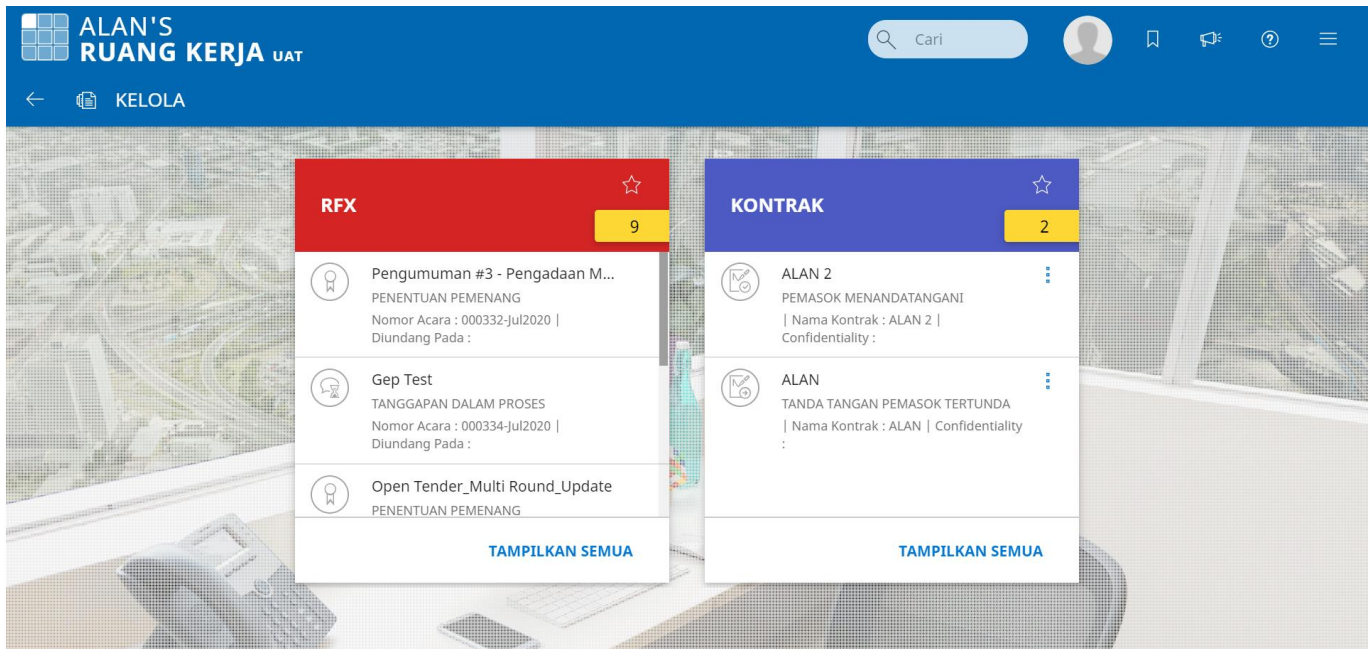 ALAN'S
RUANG KERJA UAT
Cari
KELOLA
RFX
9
Pengumuman #3 - Pengadaan M...
PENENTUAN PEMENANG
Nomor Acara : 000332-Jul2020 |
Diundang Pada :
Gep Test
TANGGAPAN DALAM PROSES
Nomor Acara : 000334-Jul2020 |
Diundang Pada :
Open Tender_Multi Round_Update
PENENTUAN PEMENANG
TAMPILKAN SEMUA
KONTRAK
2
ALAN 2
PEMASOK MENANDATANGANI
| Nama Kontrak : ALAN 2 |
Confidentiality :
ALAN
TANDA TANGAN PEMASOK TERTUNDA
| Nama Kontrak : ALAN | Confidentiality
:
TAMPILKAN SEMUA